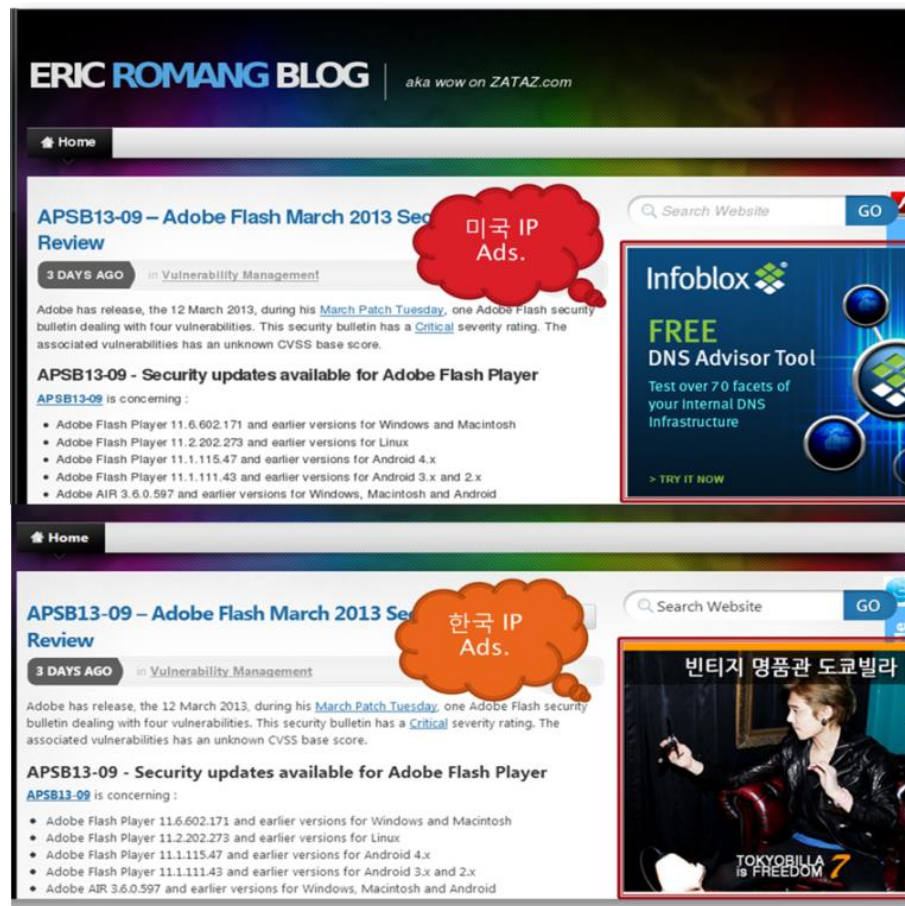 ERIC ROMANG BLOG
aka wow on ZATAZ.com
Home
APSB13-09 – Adobe Flash March 2013 Sec
Review
미국 IP
Ads.
3 DAYS AGO
in Vulnerability Management
Adobe has release, the 12 March 2013, during his March Patch Tuesday, one Adobe Flash security
bulletin dealing with four vulnerabilities. This security bulletin has a Critical severity rating. The
associated vulnerabilities has an unknown CVSS base score.
APSB13-09 - Security updates available for Adobe Flash Player
APSB13-09 is concerning :
• Adobe Flash Player 11.6.602.171 and earlier versions for Windows and Macintosh
• Adobe Flash Player 11.2.202.273 and earlier versions for Linux
• Adobe Flash Player 11.1.115.47 and earlier versions for Android 4.x
• Adobe Flash Player 11.1.111.43 and earlier versions for Android 3.x and 2.x
• Adobe AIR 3.6.0.597 and earlier versions for Windows, Macintosh and Android
Search Website
GO
Infoblox
FREE
DNS Advisor Tool
Test over 70 facets of
your Internal DNS
Infrastructure
> TRY IT NOW
Home
APSB13-09 – Adobe Flash March 2013 Se
Review
한국 IP
Ads.
3 DAYS AGO
in Vulnerability Management
Adobe has release, the 12 March 2013, during his March Patch Tuesday, one Adobe Flash security
bulletin dealing with four vulnerabilities. This security bulletin has a Critical severity rating. The
associated vulnerabilities has an unknown CVSS base score.
APSB13-09 - Security updates available for Adobe Flash Player
APSB13-09 is concerning :
• Adobe Flash Player 11.6.602.171 and earlier versions for Windows and Macintosh
• Adobe Flash Player 11.2.202.273 and earlier versions for Linux
• Adobe Flash Player 11.1.115.47 and earlier versions for Android 4.x
• Adobe Flash Player 11.1.111.43 and earlier versions for Android 3.x and 2.x
• Adobe AIR 3.6.0.597 and earlier versions for Windows, Macintosh and Android
Search Website
GO
빈티지 명품관 도쿄빌라
TOKYOBILLA
is FREEDOM 7